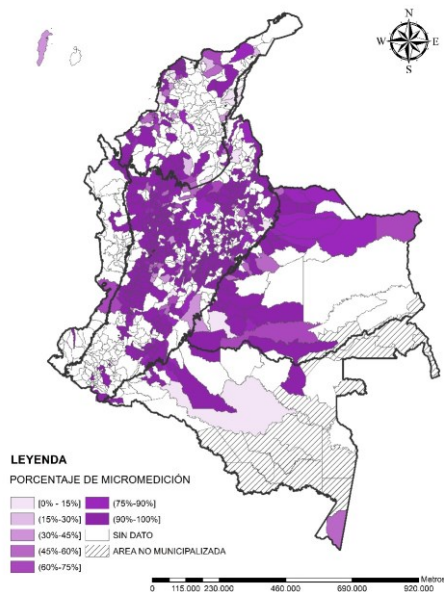 N
W E
S
LEYENDA
PORCENTAJE DE MICROMEDICIÓN
[0% - 15%] (75%-90%]
(15%-30%] (90%-100%]
(30%-45%] SIN DATO
(45%-60%] AREA NO MUNICIPALIZADA
(60%-75%]
Metros
0 115.000 230.000 460.000 690.000 920.000